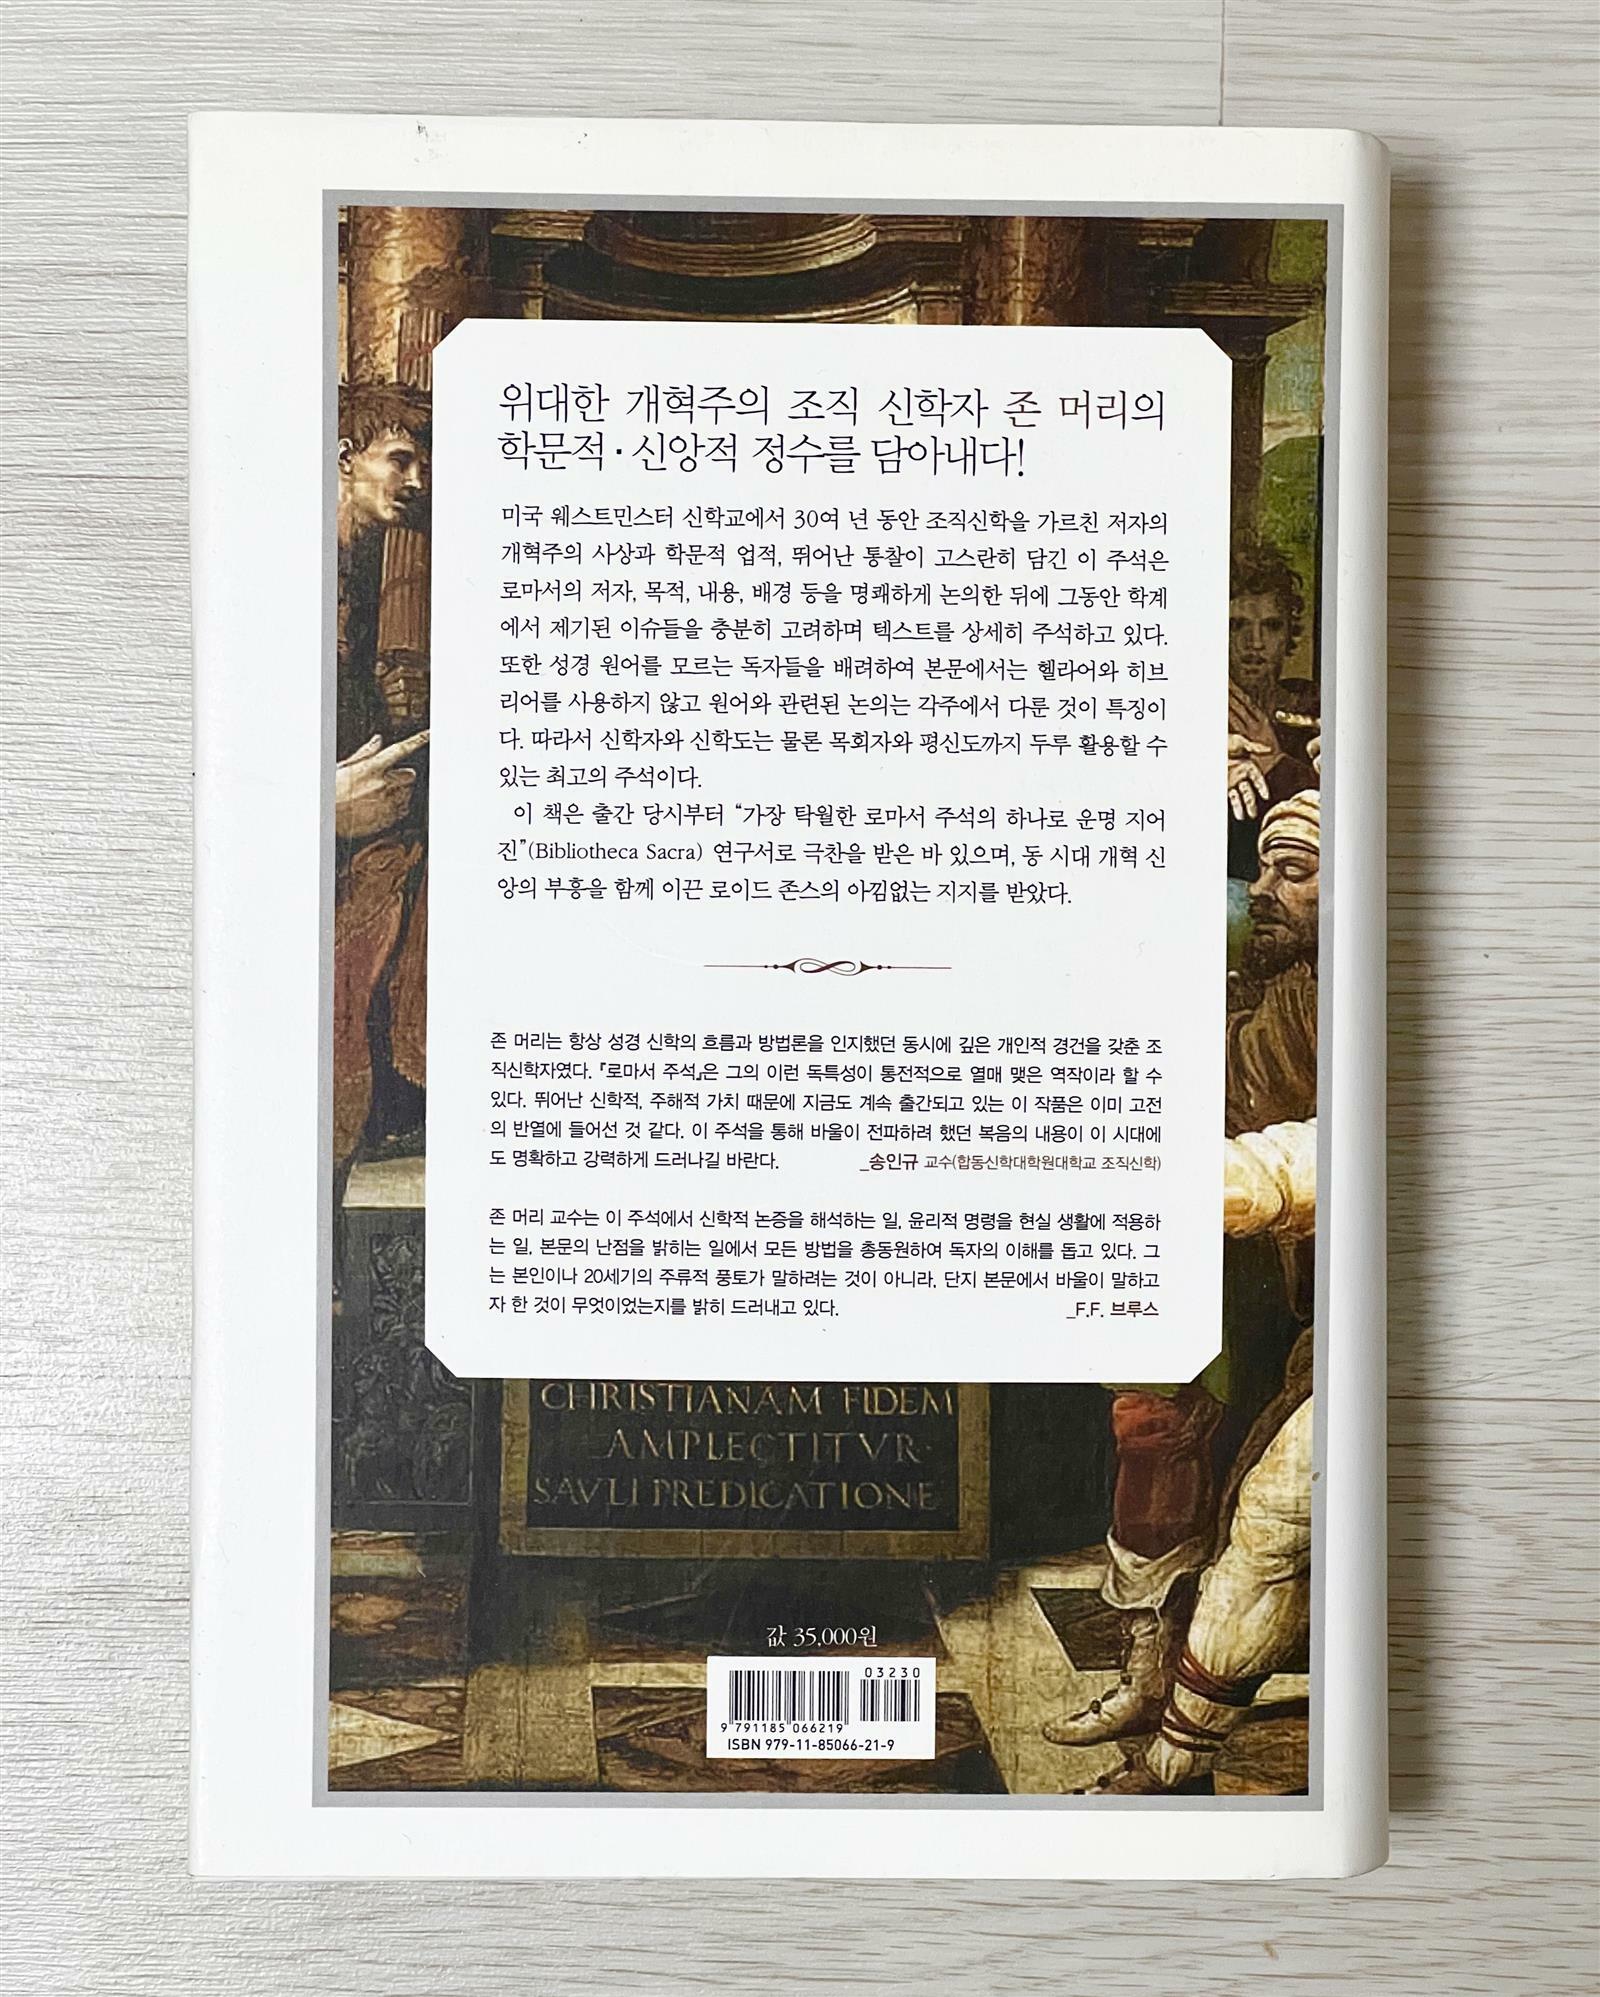 위대한 개혁주의 조직 신학자 존 머리의
학문적·신앙적 정수를 담아내다!
미국 웨스트민스터 신학교에서 30여 년 동안 조직신학을 가르친 저자의
개혁주의 사상과 학문적 업적, 뛰어난 통찰이 고스란히 담긴 이 주석은
로마서의 저자, 목적, 내용, 배경 등을 명쾌하게 논의한 뒤에 그동안 학계
에서 제기된 이슈들을 충분히 고려하며 텍스트를 상세히 주석하고 있다.
또한 성경 원어를 모르는 독자들을 배려하여 본문에서는 헬라어와 히브
리어를 사용하지 않고 원어와 관련된 논의는 각주에서 다룬 것이 특징이
다. 따라서 신학자와 신학도는 물론 목회자와 평신도까지 두루 활용할 수
있는 최고의 주석이다.
이 책은 출간 당시부터 “가장 탁월한 로마서 주석의 하나로 운명 지어
진”(Bibliotheca Sacra) 연구서로 극찬을 받은 바 있으며, 동 시대 개혁 신
앙의 부흥을 함께 이끈 로이드 존스의 아낌없는 지지를 받았다.
존 머리는 항상 성경 신학의 흐름과 방법론을 인지했던 동시에 깊은 개인적 경건을 갖춘 조
직신학자였다. 『로마서 주석』은 그의 이런 독특성이 통전적으로 열매 맺은 역작이라 할 수
있다. 뛰어난 신학적, 주해적 가치 때문에 지금도 계속 출간되고 있는 이 작품은 이미 고전
의 반열에 들어선 것 같다. 이 주석을 통해 바울이 전파하려 했던 복음의 내용이 이 시대에
도 명확하고 강력하게 드러나길 바란다. _송인규 교수(합동신학대학원대학교 조직신학)
존 머리 교수는 이 주석에서 신학적 논증을 해석하는 일, 윤리적 명령을 현실 생활에 적용하
는 일, 본문의 난점을 밝히는 일에서 모든 방법을 총동원하여 독자의 이해를 돕고 있다. 그
는 본인이나 20세기의 주류적 풍토가 말하려는 것이 아니라, 단지 본문에서 바울이 말하고
자 한 것이 무엇이었는지를 밝히 드러내고 있다. _F.F. 브루스
CHRISTIANAM·FIDEM
AMPLECTITVR·
SAVLI PREDICATIONE
값 35,000원
03230
9 791185 066219
ISBN 979-11-85066-21-9